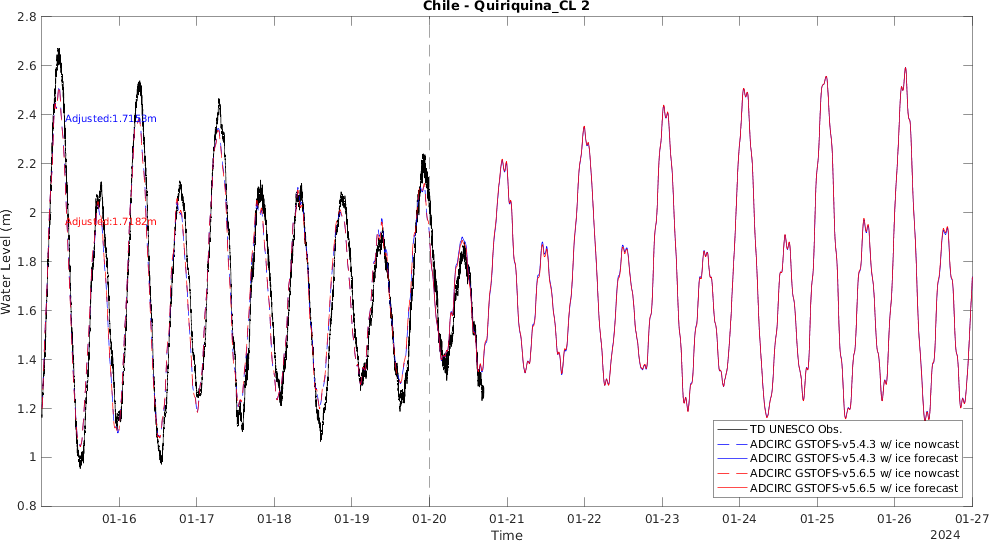 Chile - Quiriquina_CL 2
2.8
2.6
2.4
2.2
2
1.8
1.6
1.4
1.2
1
0.8
Water Level (m)
Adjusted:1.7153m
Adjusted:1.7182m
TD UNESCO Obs.
ADCIRC GSTOFS-v5.4.3 w/ ice nowcast
ADCIRC GSTOFS-v5.4.3 w/ ice forecast
ADCIRC GSTOFS-v5.6.5 w/ ice nowcast
ADCIRC GSTOFS-v5.6.5 w/ ice forecast
01-16 01-17 01-18 01-19 01-20 01-21 01-22 01-23 01-24 01-25 01-26 01-27
Time
2024